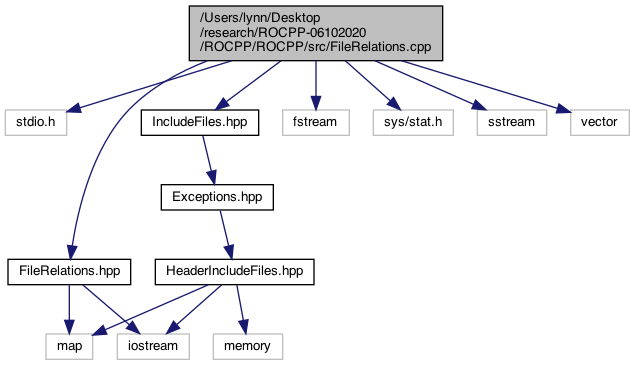 /Users/lynn/Desktop
/research/ROCPP-06102020
/ROCPP/ROCPP/src/FileRelations.cpp
stdio.h
IncludeFiles.hpp
fstream
sys/stat.h
sstream
vector
Exceptions.hpp
FileRelations.hpp
HeaderIncludeFiles.hpp
map
iostream
memory